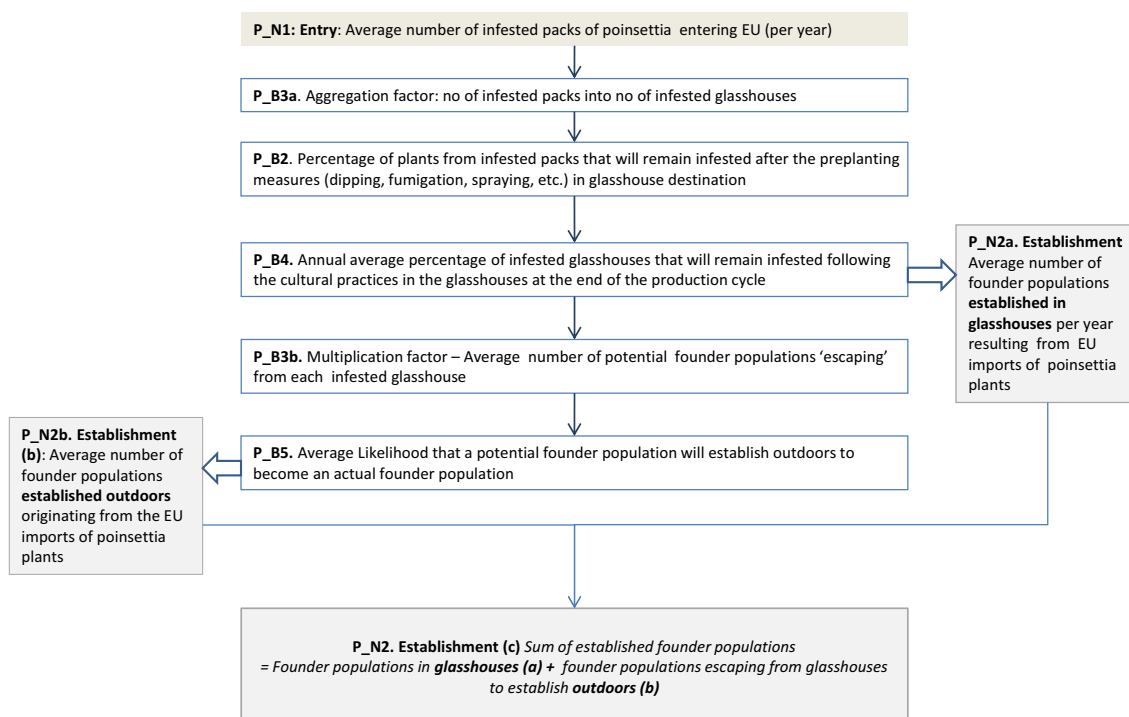 P_N1: Entry: Average number of infested packs of poinsettia entering EU (per year)
P_B3a. Aggregation factor: no of infested packs into no of infested glasshouses
P_B2. Percentage of plants from infested packs that will remain infested after the preplanting
measures (dipping, fumigation, spraying, etc.) in glasshouse destination
P_B4. Annual average percentage of infested glasshouses that will remain infested following
the cultural practices in the glasshouses at the end of the production cycle
P_N2a. Establishment
Average number of
founder populations
established in
glasshouses per year
resulting from EU
imports of poinsettia
plants
P_B3b. Multiplication factor – Average number of potential founder populations ‘escaping’
from each infested glasshouse
P_N2b. Establishment
(b): Average number of
founder populations
established outdoors
originating from the EU
imports of poinsettia
plants
P_B5. Average Likelihood that a potential founder population will establish outdoors to
become an actual founder population
P_N2. Establishment (c) Sum of established founder populations
= Founder populations in glasshouses (a) + founder populations escaping from glasshouses
to establish outdoors (b)